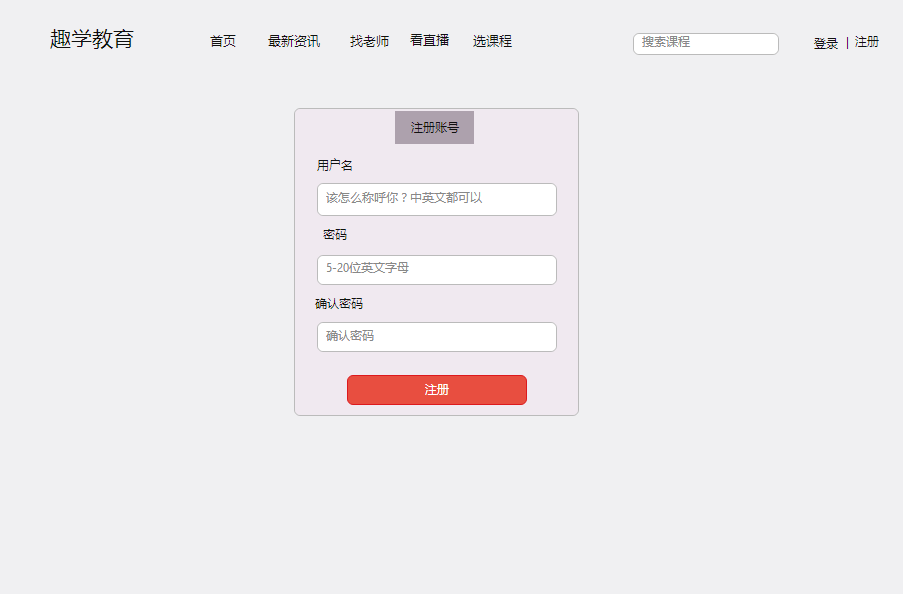 趣学教育 首页 最新资讯 找老师 看直播 选课程 搜索课程 登录 | 注册
注册账号
用户名
该怎么称呼你？中英文都可以
密码
5-20位英文字母
确认密码
确认密码
注册